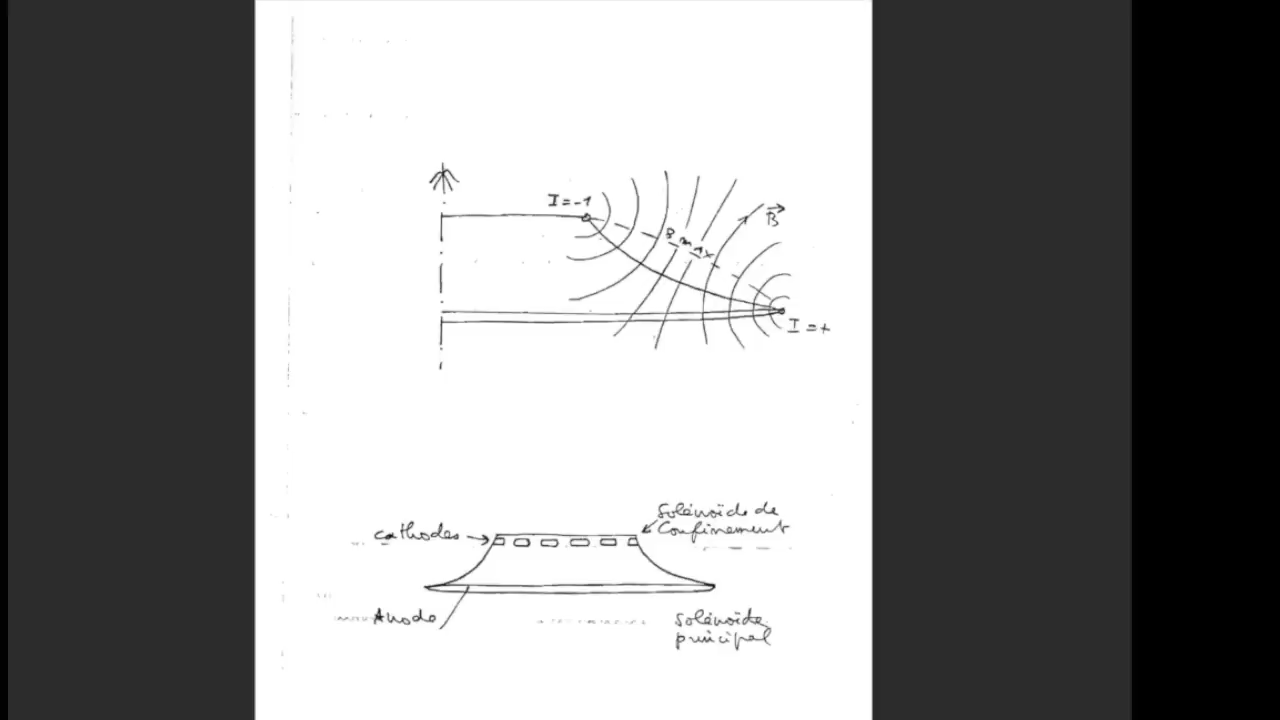 I = -1
B max
B
I = +
Solénoïde de
Confinement
cathodes
Anode
Solénoïde
principal